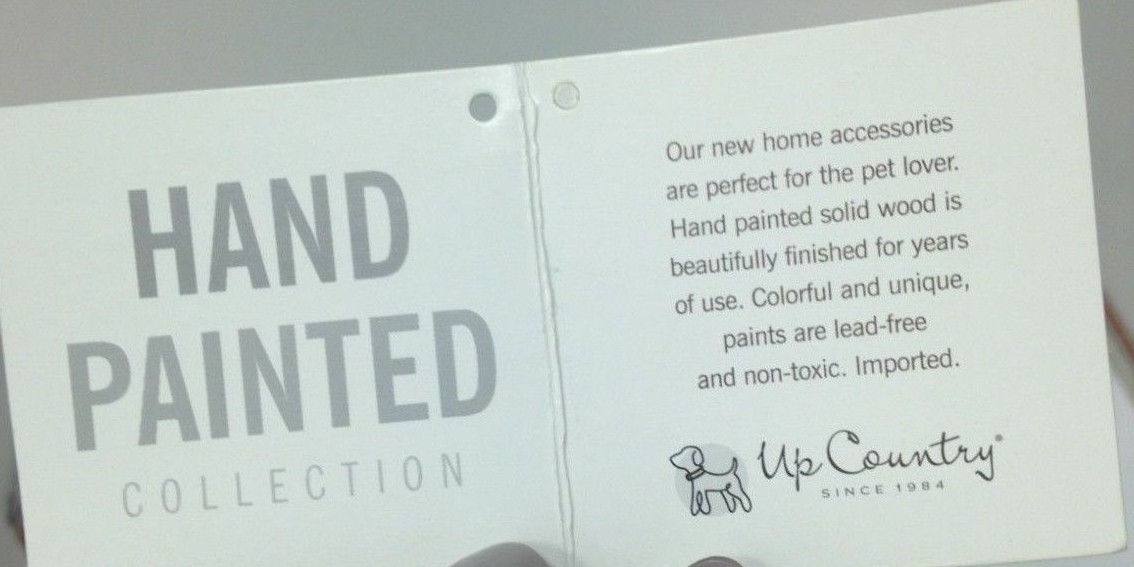 HAND
PAINTED
COLLECTION
Our new home accessories
are perfect for the pet lover.
Hand painted solid wood is
beautifully finished for years
of use. Colorful and unique,
paints are lead-free
and non-toxic. Imported.
Up Country®
SINCE 1984